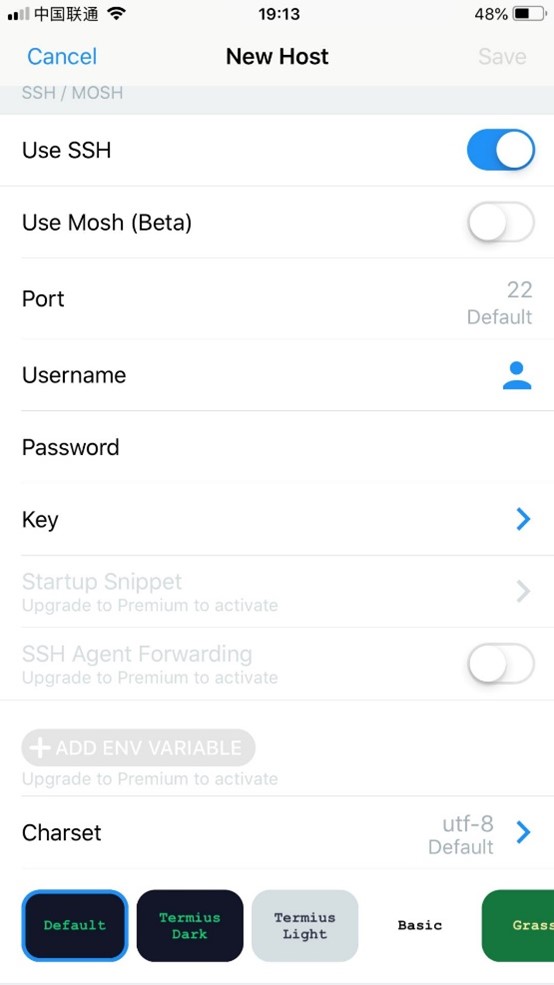 中国联通
19:13
48%
Cancel
New Host
Save
SSH / MOSH
Use SSH
Use Mosh (Beta)
Port
22
Default
Username
Password
Key
Startup Snippet
Upgrade to Premium to activate
SSH Agent Forwarding
Upgrade to Premium to activate
ADD ENV VARIABLE
Upgrade to Premium to activate
Charset
utf-8
Default
Default
Termius
Dark
Termius
Light
Basic
Grass